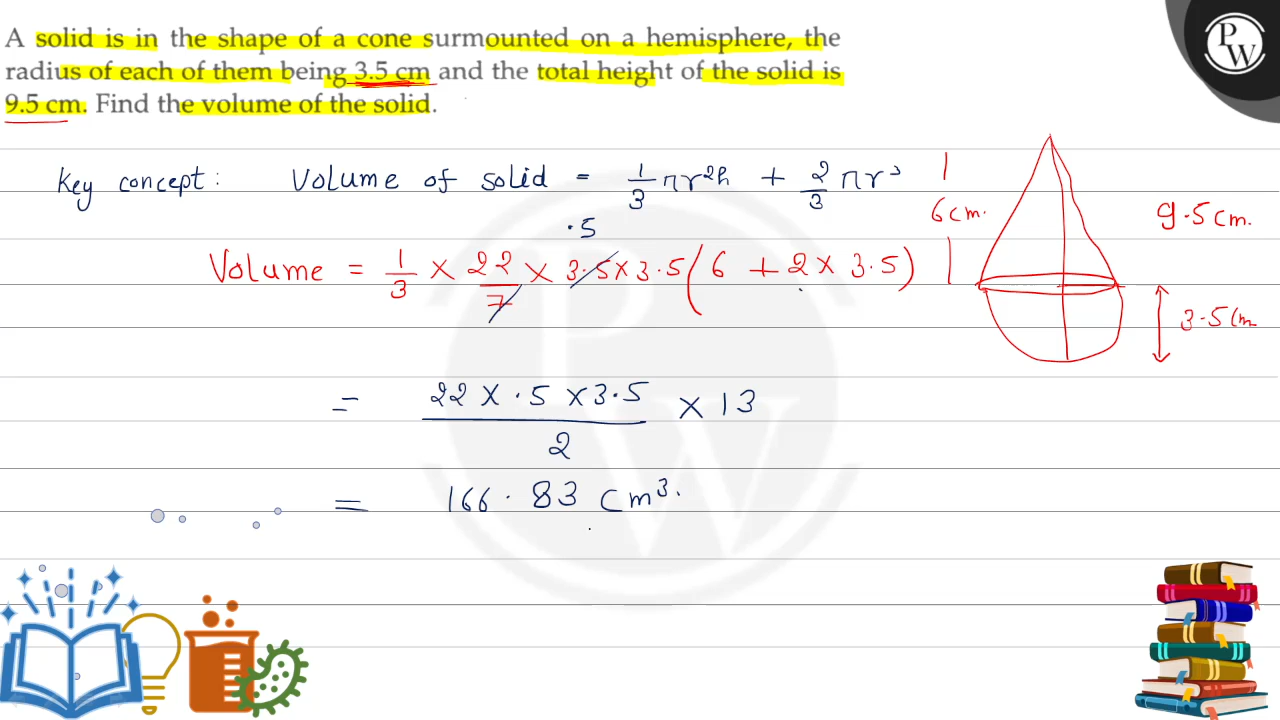 A solid is in the shape of a cone surmounted on a hemisphere, the
radius of each of them being 3.5 cm and the total height of the solid is
9.5 cm. Find the volume of the solid.
PW
Key concept: Volume of solid = 1/3 πr²h + 2/3 πr³
6cm.
9.5cm.
.5
Volume = 1/3 × 22/7 × 3.5 × 3.5 (6 + 2 × 3.5)
3.5cm
= 22 × .5 × 3.5 / 2 × 13
= 166.83 cm³.